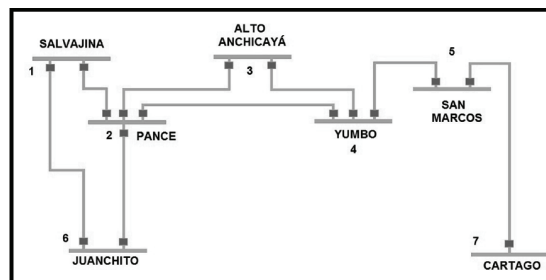 SALVAJINA
1
ALTO
ANCHICAYÁ
3
5
SAN
MARCOS
2
PANCE
YUMBO
4
6
JUANCHITO
7
CARTAGO